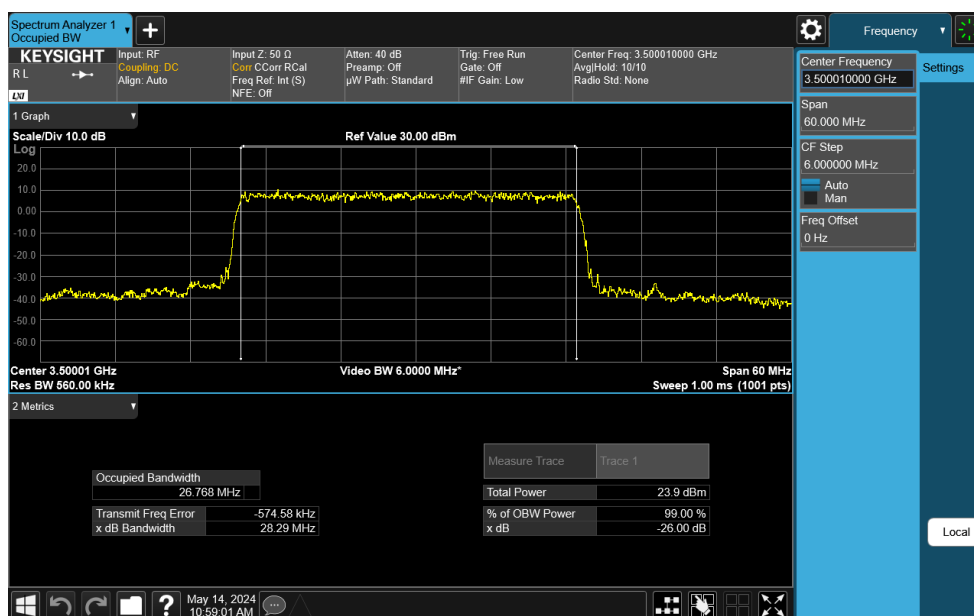 Spectrum Analyzer 1
Occupied BW
Frequency
KEYSIGHT
R L
LXI
Input: RF
Coupling: DC
Align: Auto
Input Z: 50 Ω
Corr CCorr RCal
Freq Ref: Int (S)
NFE: Off
Atten: 40 dB
Preamp: Off
µW Path: Standard
Trig: Free Run
Gate: Off
#IF Gain: Low
Center Freq: 3.500010000 GHz
Avg|Hold: 10/10
Radio Std: None
Center Frequency
3.500010000 GHz
Settings
Span
60.000 MHz
CF Step
6.000000 MHz
Auto
Man
Freq Offset
0 Hz
Local
1 Graph
Scale/Div 10.0 dB
Ref Value 30.00 dBm
Log
20.0
10.0
0.00
-10.0
-20.0
-30.0
-40.0
-50.0
-60.0
Center 3.50001 GHz
Video BW 6.0000 MHz*
Span 60 MHz
Res BW 560.00 kHz
Sweep 1.00 ms (1001 pts)
2 Metrics
Measure Trace
Trace 1
Occupied Bandwidth
26.768 MHz
Total Power
23.9 dBm
Transmit Freq Error
-574.58 kHz
% of OBW Power
99.00 %
x dB Bandwidth
28.29 MHz
x dB
-26.00 dB
May 14, 2024
10:59:01 AM